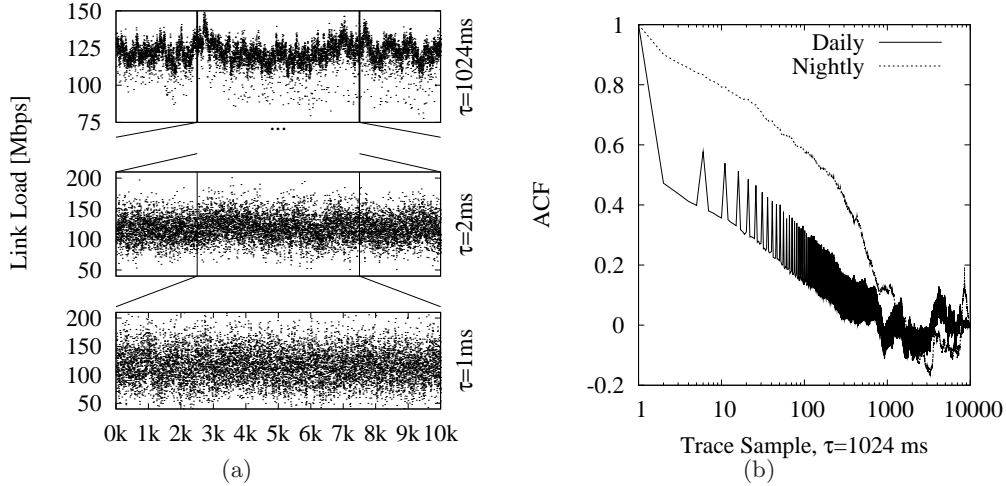 Link Load [Mbps]
150
125
100
75
τ=1024ms
...
200
150
100
50
τ=2ms
200
150
100
50
τ=1ms
0k 1k 2k 3k 4k 5k 6k 7k 8k 9k 10k
(a)
ACF
1
0.8
0.6
0.4
0.2
0
-0.2
Daily
Nightly
1 10 100 1000 10000
Trace Sample, τ=1024 ms
(b)